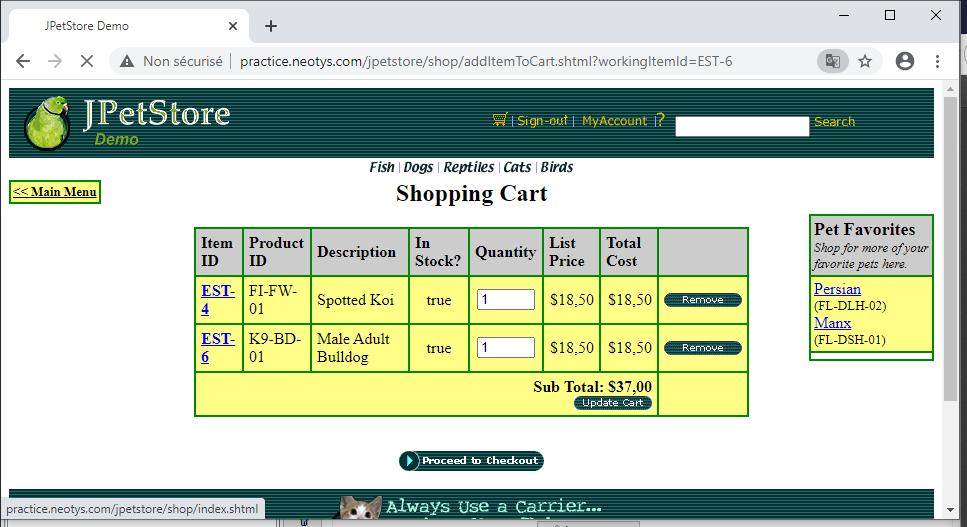 JPetStore Demo
Non sécurisé | practice.neotys.com/jpetstore/shop/addItemToCart.shtml?workingItemId=EST-6
JPetStore
Demo
| Sign-out | MyAccount | ? Search
Fish | Dogs | Reptiles | Cats | Birds
<< Main Menu
Shopping Cart
Pet Favorites
Shop for more of your
favorite pets here.
Persian
(FL-DLH-02)
Manx
(FL-DSH-01)
Item ID Product ID Description In Stock? Quantity List Price Total Cost
EST-4 FI-FW-01 Spotted Koi true 1 $18,50 $18,50 Remove
EST-6 K9-BD-01 Male Adult Bulldog true 1 $18,50 $18,50 Remove
Sub Total: $37,00
Update Cart
Proceed to Checkout
Always Use a Carrier...
practice.neotys.com/jpetstore/shop/index.shtml